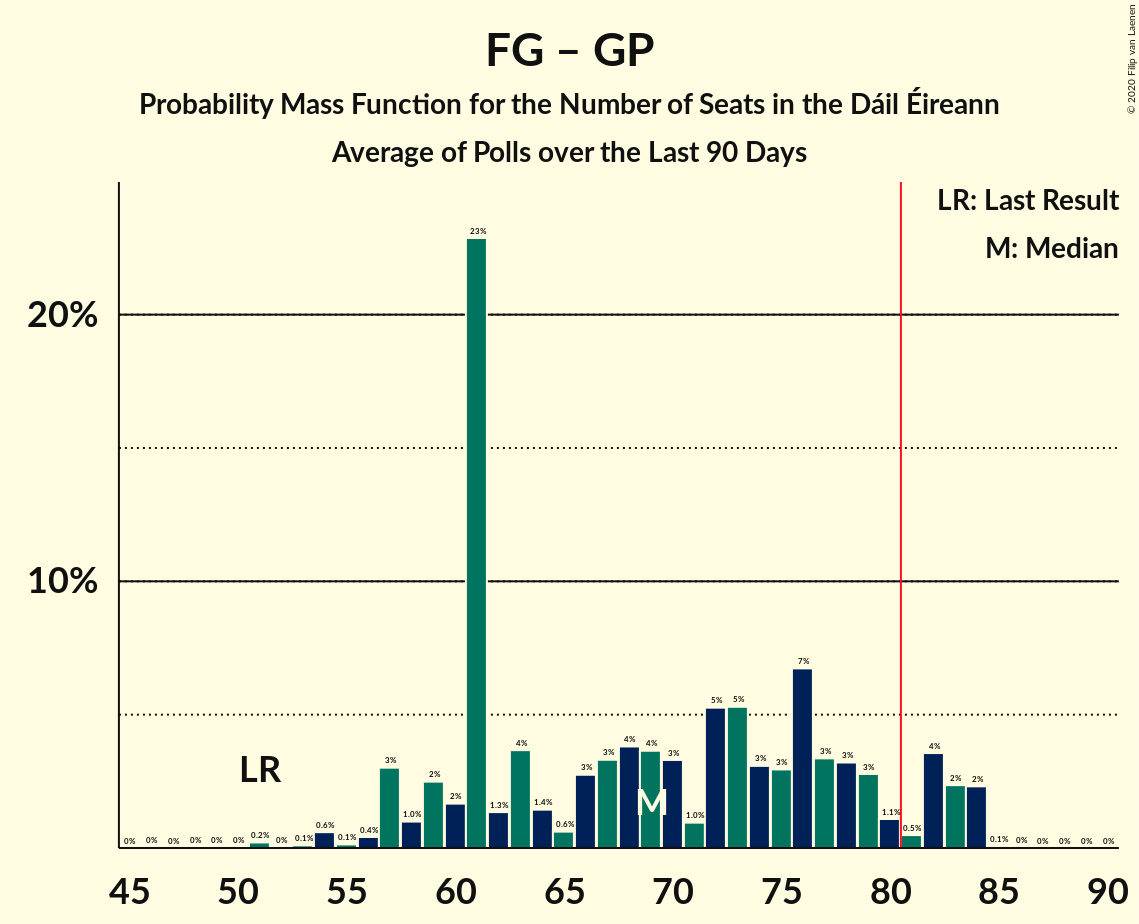 FG – GP
Probability Mass Function for the Number of Seats in the Dáil Éireann
Average of Polls over the Last 90 Days
© 2020 Filip van Laenen
LR: Last Result
M: Median
20%
10%
0% 0% 0% 0% 0% 0% 0.2% 0% 0.1% 0.6% 0.1% 0.4% 3% 1.0% 2% 2% 23% 1.3% 4% 1.4% 0.6% 3% 3% 4% 4% 3% 1.0% 5% 5% 3% 3% 7% 3% 3% 3% 1.1% 0.5% 4% 2% 2% 0.1% 0% 0% 0% 0% 0%
LR
M
45 50 55 60 65 70 75 80 85 90